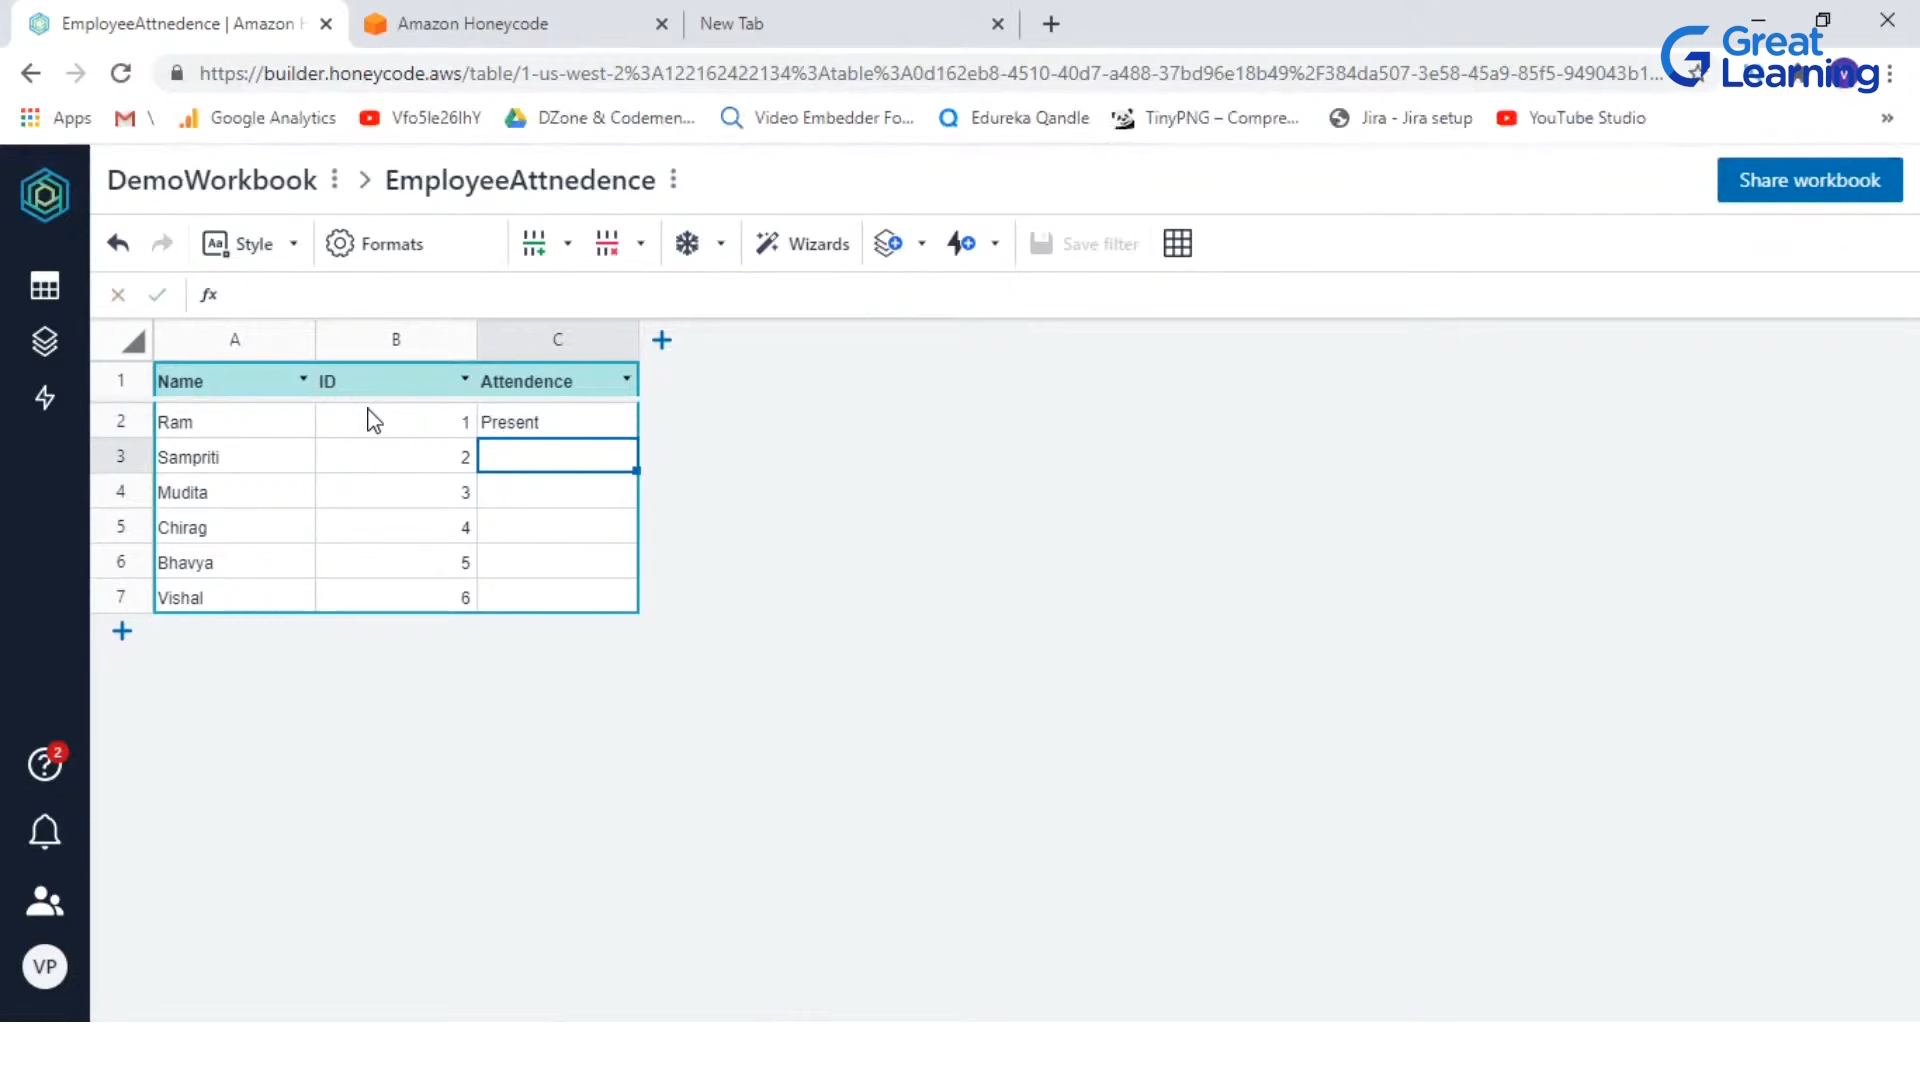 EmployeeAttnedence | Amazon H
Amazon Honeycode
New Tab
https://builder.honeycode.aws/table/1-us-west-2%3A122162422134%3Atable%3A0d162eb8-4510-40d7-a488-37bd96e18b49%2F384da507-3e58-45a9-85f5-949043b1...
Great
Learning
V
Apps
\
Google Analytics
Vfo5Ie26IhY
DZone & Codemen...
Video Embedder Fo...
Edureka Qandle
TinyPNG – Compre...
Jira - Jira setup
YouTube Studio
»
DemoWorkbook > EmployeeAttnedence
Share workbook
Aa Style
Formats
Wizards
Save filter
fx
A B C
1 Name ID Attendence
2 Ram 1 Present
3 Sampriti 2
4 Mudita 3
5 Chirag 4
6 Bhavya 5
7 Vishal 6
2
VP